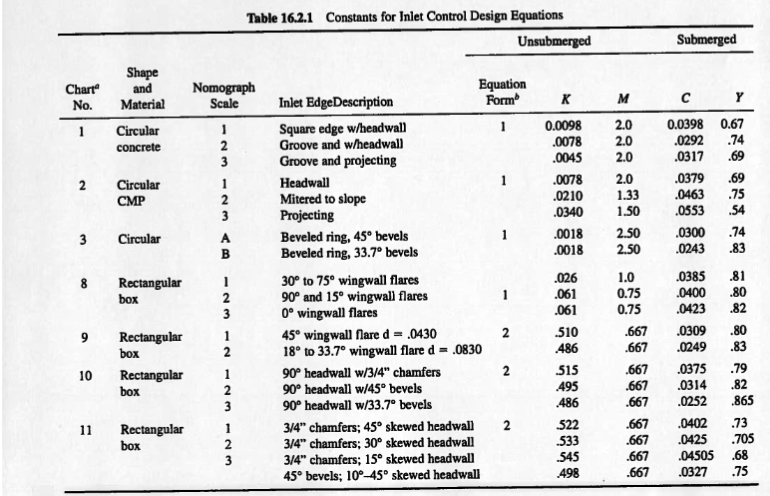 Table 16.2.1 Constants for Inlet Control Design Equations
Unsubmerged Submerged
Shape
Chartᵃ and Nomograph Equation
No. Material Scale Inlet EdgeDescription Formᵇ K M C Y
1 Circular 1 Square edge w/headwall 1 0.0098 2.0 0.0398 0.67
concrete 2 Groove and w/headwall .0078 2.0 .0292 .74
3 Groove and projecting .0045 2.0 .0317 .69
2 Circular 1 Headwall 1 .0078 2.0 .0379 .69
CMP 2 Mitered to slope .0210 1.33 .0463 .75
3 Projecting .0340 1.50 .0553 .54
3 Circular A Beveled ring, 45° bevels 1 .0018 2.50 .0300 .74
B Beveled ring, 33.7° bevels .0018 2.50 .0243 .83
8 Rectangular 1 30° to 75° wingwall flares .026 1.0 .0385 .81
box 2 90° and 15° wingwall flares 1 .061 0.75 .0400 .80
3 0° wingwall flares .061 0.75 .0423 .82
9 Rectangular 1 45° wingwall flare d = .0430 2 .510 .667 .0309 .80
box 2 18° to 33.7° wingwall flare d = .0830 .486 .667 .0249 .83
10 Rectangular 1 90° headwall w/3/4" chamfers 2 .515 .667 .0375 .79
box 2 90° headwall w/45° bevels .495 .667 .0314 .82
3 90° headwall w/33.7° bevels .486 .667 .0252 .865
11 Rectangular 1 3/4" chamfers; 45° skewed headwall 2 .522 .667 .0402 .73
box 2 3/4" chamfers; 30° skewed headwall .533 .667 .0425 .705
3 3/4" chamfers; 15° skewed headwall .545 .667 .04505 .68
45° bevels; 10°–45° skewed headwall .498 .667 .0327 .75